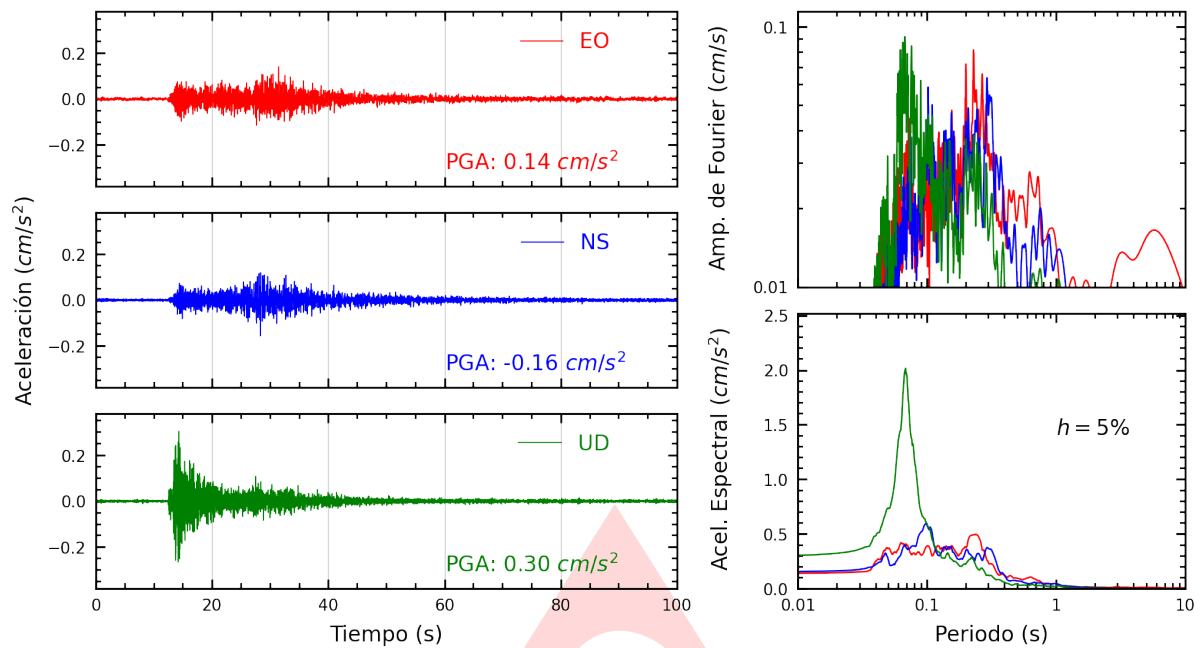 Aceleración (cm/s²)
0.2
0.0
−0.2
EO
PGA: 0.14 cm/s²
0.2
0.0
−0.2
NS
PGA: -0.16 cm/s²
0.2
0.0
−0.2
UD
PGA: 0.30 cm/s²
0 20 40 60 80 100
Tiempo (s)
Amp. de Fourier (cm/s)
0.1
0.01
Acel. Espectral (cm/s²)
2.5
2.0
1.5
1.0
0.5
0.0
h = 5%
0.01 0.1 1 10
Periodo (s)